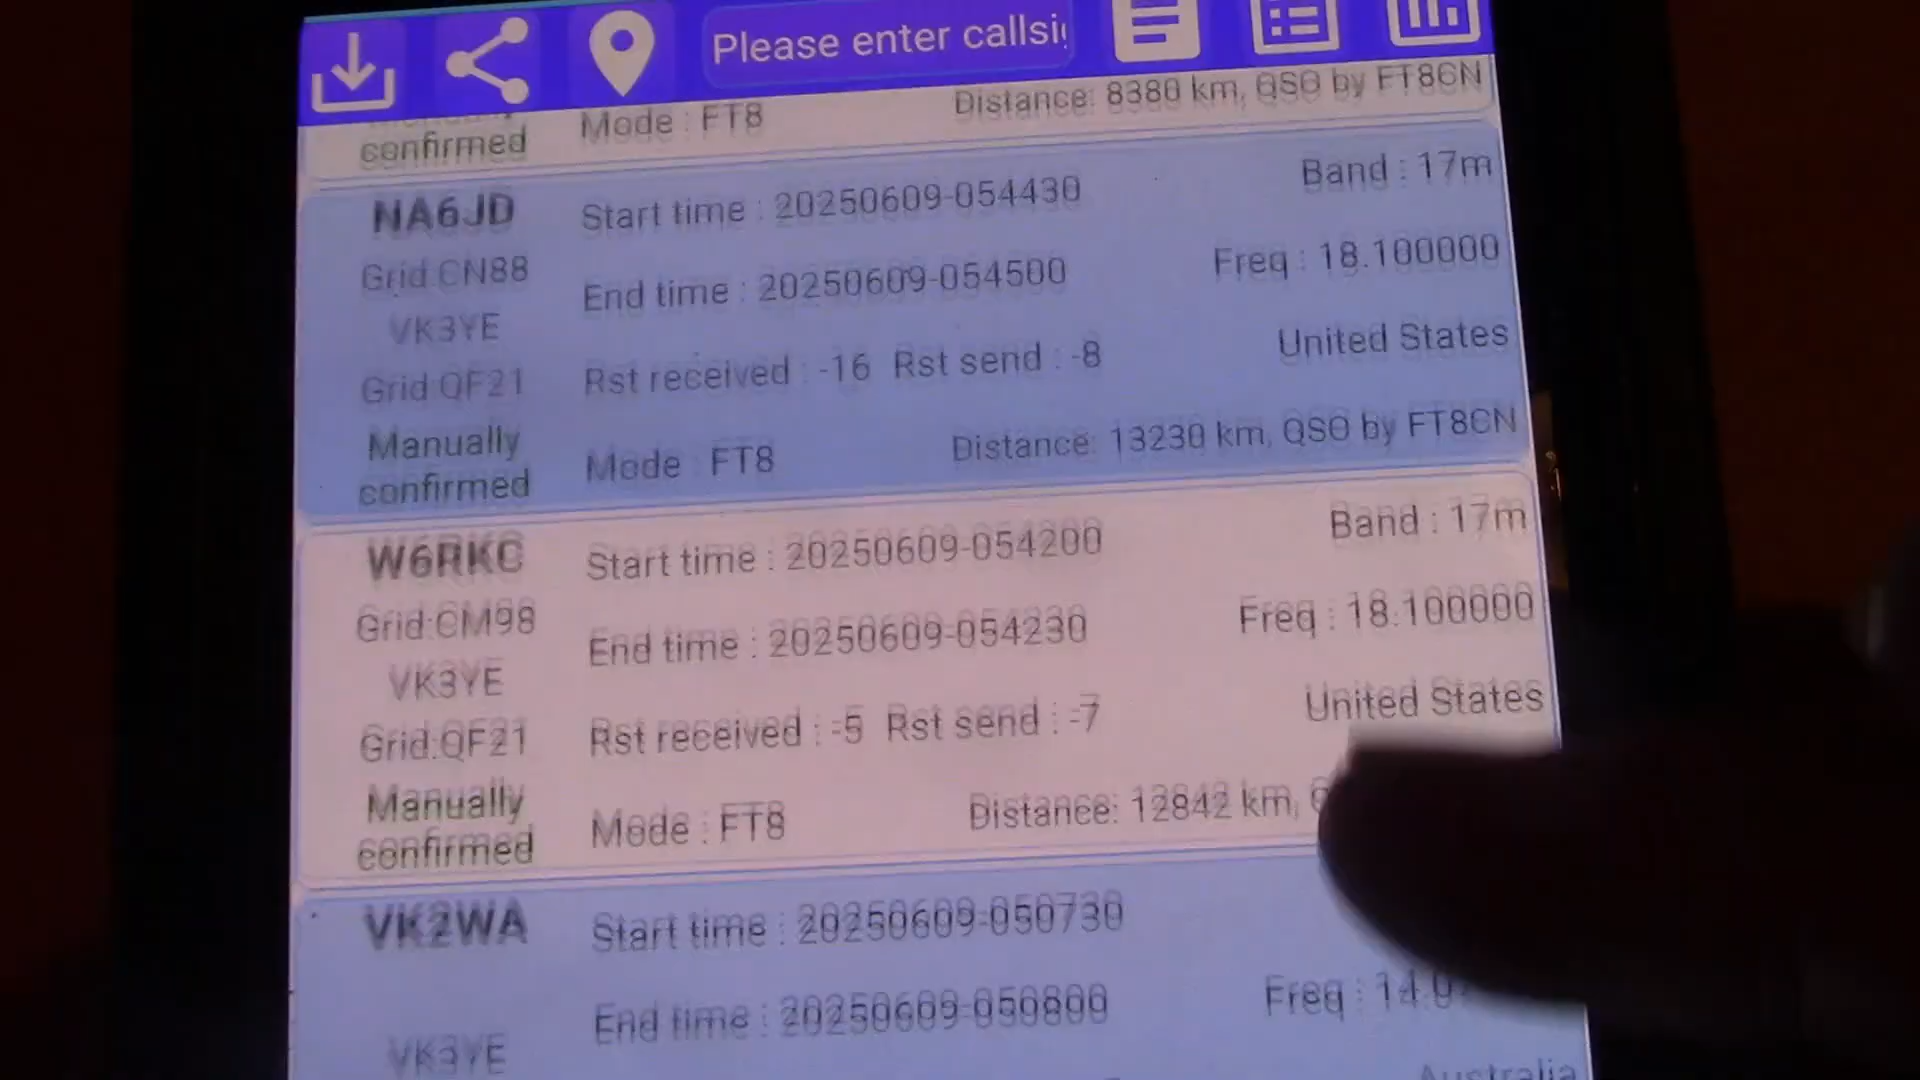 Please enter callsi
confirmed Mode : FT8 Distance: 8380 km, QSO by FT8CN
NA6JD Start time : 20250609-054430 Band : 17m
Grid:CN88 End time : 20250609-054500 Freq : 18.100000
VK3YE
Grid:QF21 Rst received : -16 Rst send : -8 United States
Manually
confirmed Mode : FT8 Distance: 13230 km, QSO by FT8CN
W6RKC Start time : 20250609-054200 Band : 17m
Grid:CM98 End time : 20250609-054230 Freq : 18.100000
VK3YE
Grid:QF21 Rst received : -5 Rst send : -7 United States
Manually
confirmed Mode : FT8 Distance: 12842 km,
VK2WA Start time : 20250609-050730
End time : 20250609-050800 Freq : 14.0
VK3YE
Australia